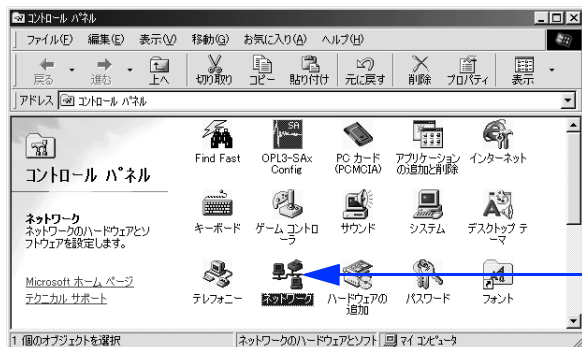 コントロール パネル
ファイル(F) 編集(E) 表示(V) 移動(G) お気に入り(A) ヘルプ(H)
戻る 進む 上へ 切り取り コピー 貼り付け 元に戻す 削除 プロパティ 表示
アドレス コントロール パネル
コントロール パネル
ネットワーク
ネットワークのハードウェアとソ
フトウェアを設定します。
Microsoft ホーム ページ
テクニカル サポート
Find Fast
OPL3-SAx
Config
PC カード
(PCMCIA)
アプリケーション
の追加と削除
インターネット
キーボード
ゲーム コントロ
ーラ
サウンド
システム
デスクトップ テ
ーマ
テレフォニー
ネットワーク
ハードウェアの
追加
パスワード
フォント
1 個のオブジェクトを選択 ネットワークのハードウェアとソフト マイ コンピュータ